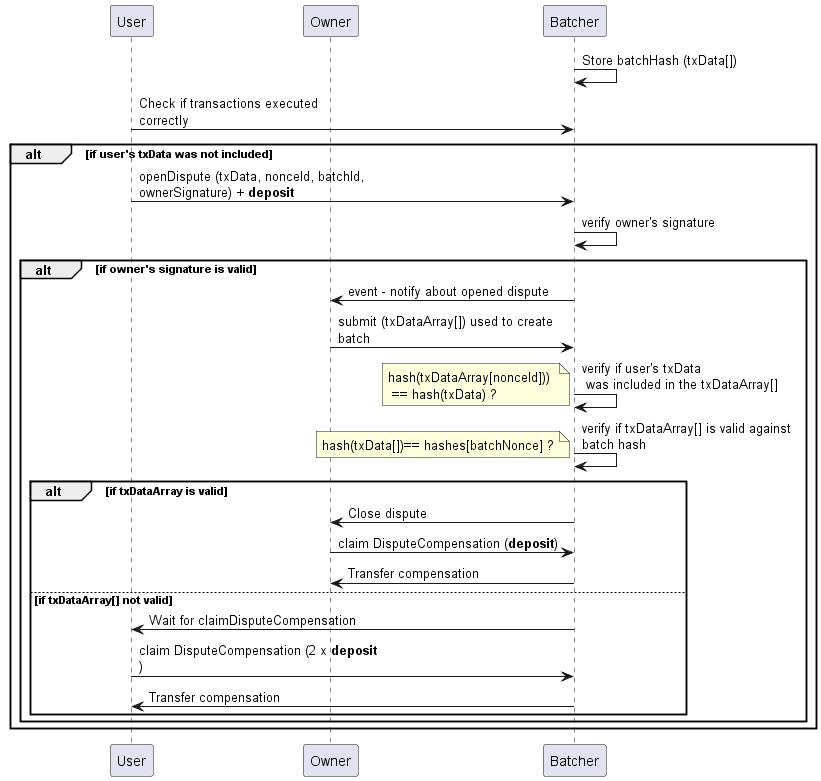 User Owner Batcher
Store batchHash (txData[])
Check if transactions executed
correctly
alt [if user's txData was not included]
openDispute (txData, nonceId, batchId,
ownerSignature) + deposit
verify owner's signature
alt [if owner's signature is valid]
event - notify about opened dispute
submit (txDataArray[]) used to create
batch
verify if user's txData
was included in the txDataArray[]
hash(txDataArray[nonceId]))
== hash(txData) ?
verify if txDataArray[] is valid against
batch hash
hash(txData[])== hashes[batchNonce] ?
alt [if txDataArray is valid]
Close dispute
claim DisputeCompensation (deposit)
Transfer compensation
[if txDataArray[] not valid]
Wait for claimDisputeCompensation
claim DisputeCompensation (2 x deposit
)
Transfer compensation
User Owner Batcher